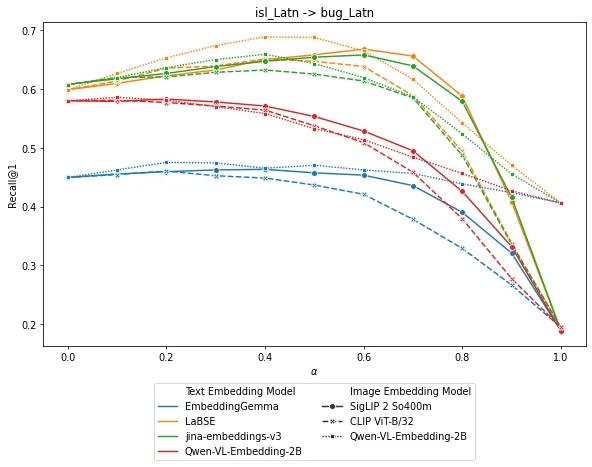 isl_Latn -> bug_Latn
Recall@1
0.7
0.6
0.5
0.4
0.3
0.2
0.0
0.2
0.4
0.6
0.8
1.0
α
Text Embedding Model
EmbeddingGemma
LaBSE
jina-embeddings-v3
Qwen-VL-Embedding-2B
Image Embedding Model
SigLIP 2 So400m
CLIP ViT-B/32
Qwen-VL-Embedding-2B